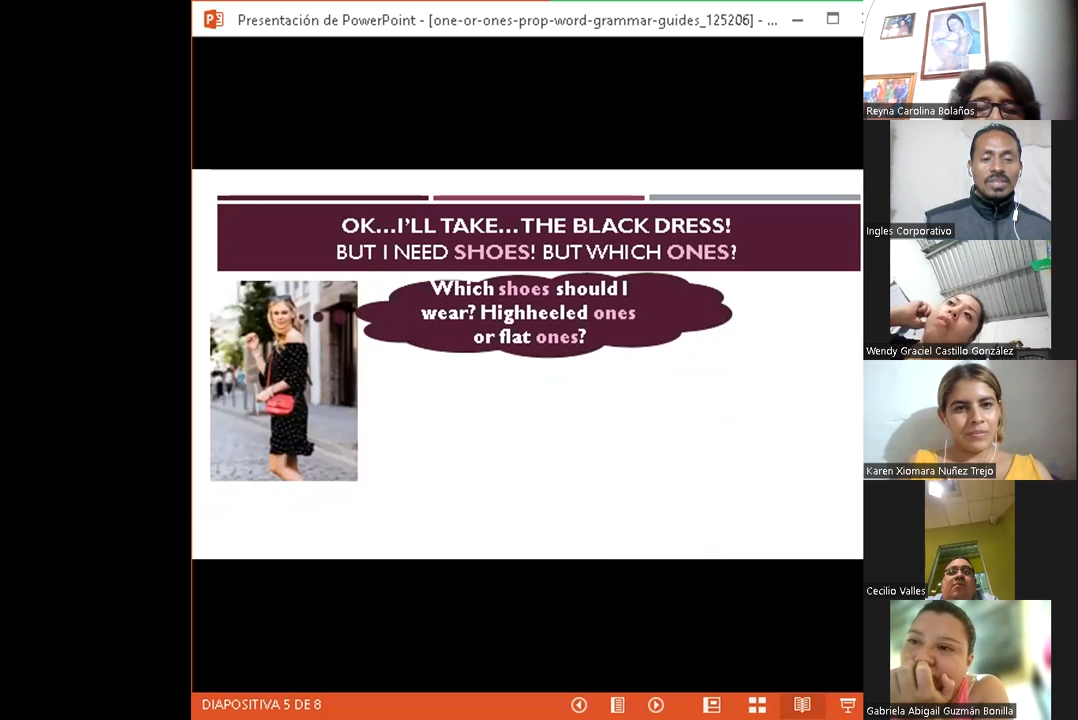 Presentación de PowerPoint - [one-or-ones-prop-word-grammar-guides_125206] - ...
OK...I'LL TAKE...THE BLACK DRESS!
BUT I NEED SHOES! BUT WHICH ONES?
Which shoes should I
wear? Highheeled ones
or flat ones?
DIAPOSITIVA 5 DE 8
Reyna Carolina Bolaños
Ingles Corporativo
Wendy Graciel Castillo González
Karen Xiomara Nuñez Trejo
Cecilio Valles
Gabriela Abigail Guzmán Bonilla